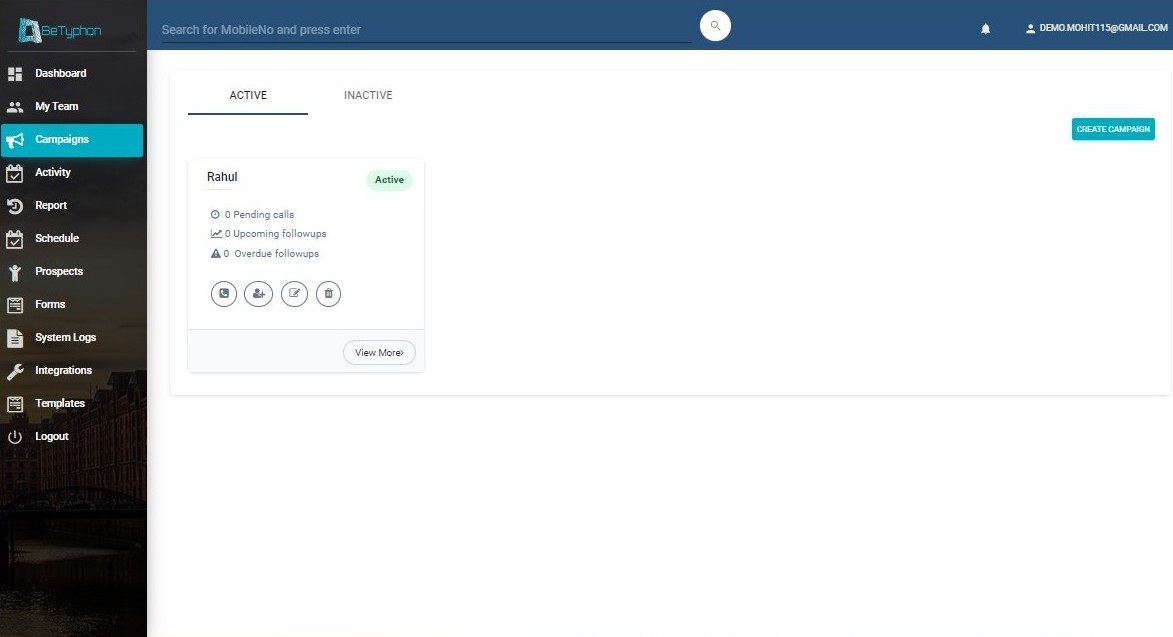 BeTyphon
Search for MobileNo and press enter
DEMO.MOHIT115@GMAIL.COM
Dashboard
My Team
Campaigns
Activity
Report
Schedule
Prospects
Forms
System Logs
Integrations
Templates
Logout
ACTIVE INACTIVE
CREATE CAMPAIGN
Rahul
Active
0 Pending calls
0 Upcoming followups
0 Overdue followups
View More›